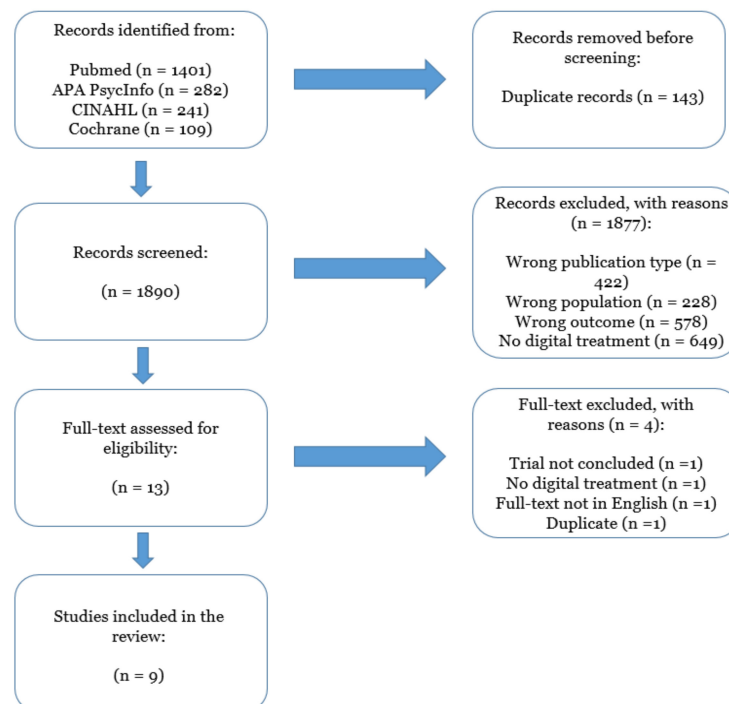 Records identified from:
Pubmed (n = 1401)
APA PsycInfo (n = 282)
CINAHL (n = 241)
Cochrane (n = 109)
Records removed before
screening:
Duplicate records (n = 143)
Records screened:
(n = 1890)
Records excluded, with reasons
(n = 1877):
Wrong publication type (n =
422)
Wrong population (n = 228)
Wrong outcome (n = 578)
No digital treatment (n = 649)
Full-text assessed for
eligibility:
(n = 13)
Full-text excluded, with
reasons (n = 4):
Trial not concluded (n =1)
No digital treatment (n =1)
Full-text not in English (n =1)
Duplicate (n =1)
Studies included in the
review:
(n = 9)